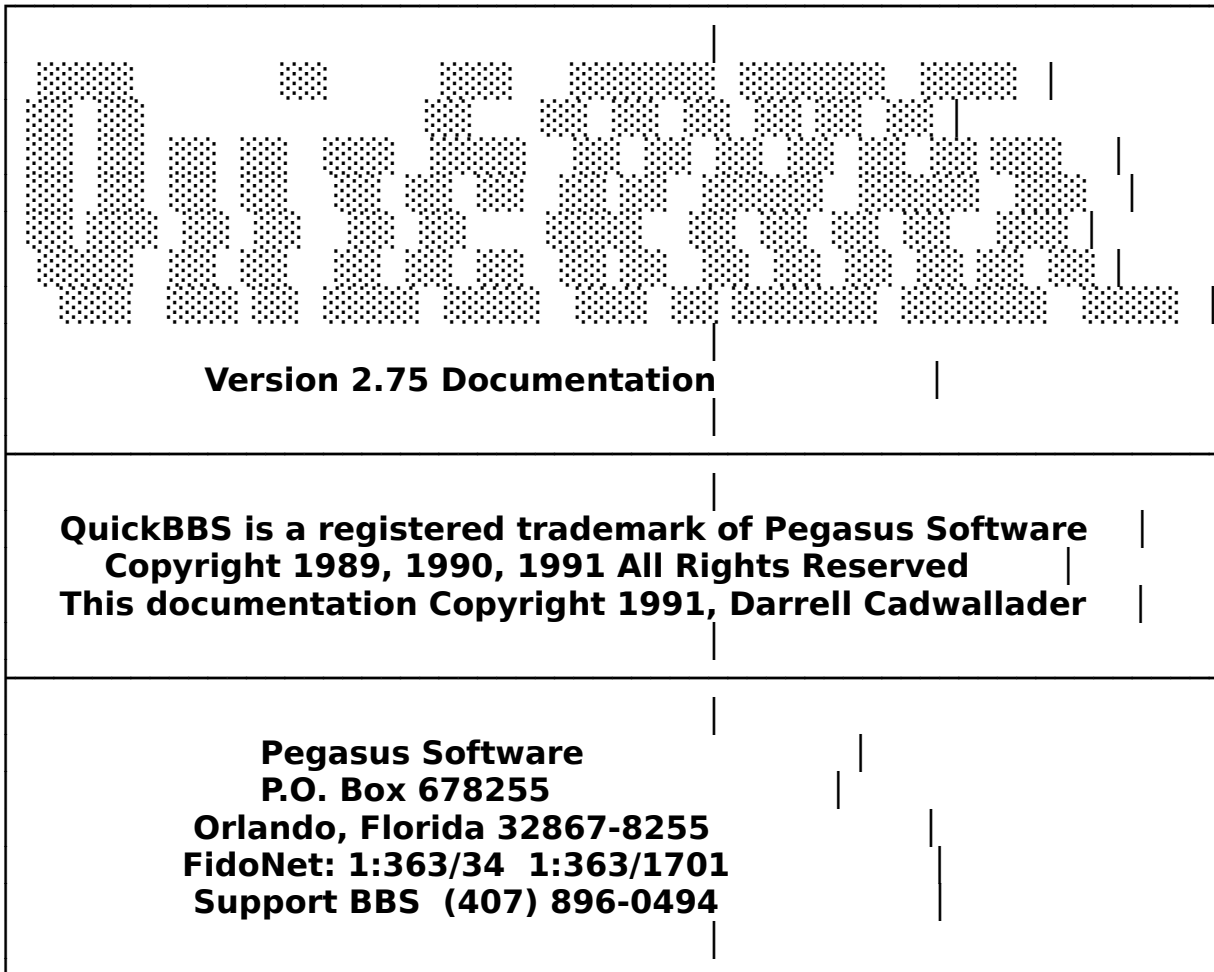 Version 2.75 Documentation
QuickBBS is a registered trademark of Pegasus Software
Copyright 1989, 1990, 1991 All Rights Reserved
This documentation Copyright 1991, Darrell Cadwallader
Pegasus Software
P.O. Box 678255
Orlando, Florida 32867-8255
FidoNet: 1:363/34  1:363/1701
Support BBS  (407) 896-0494